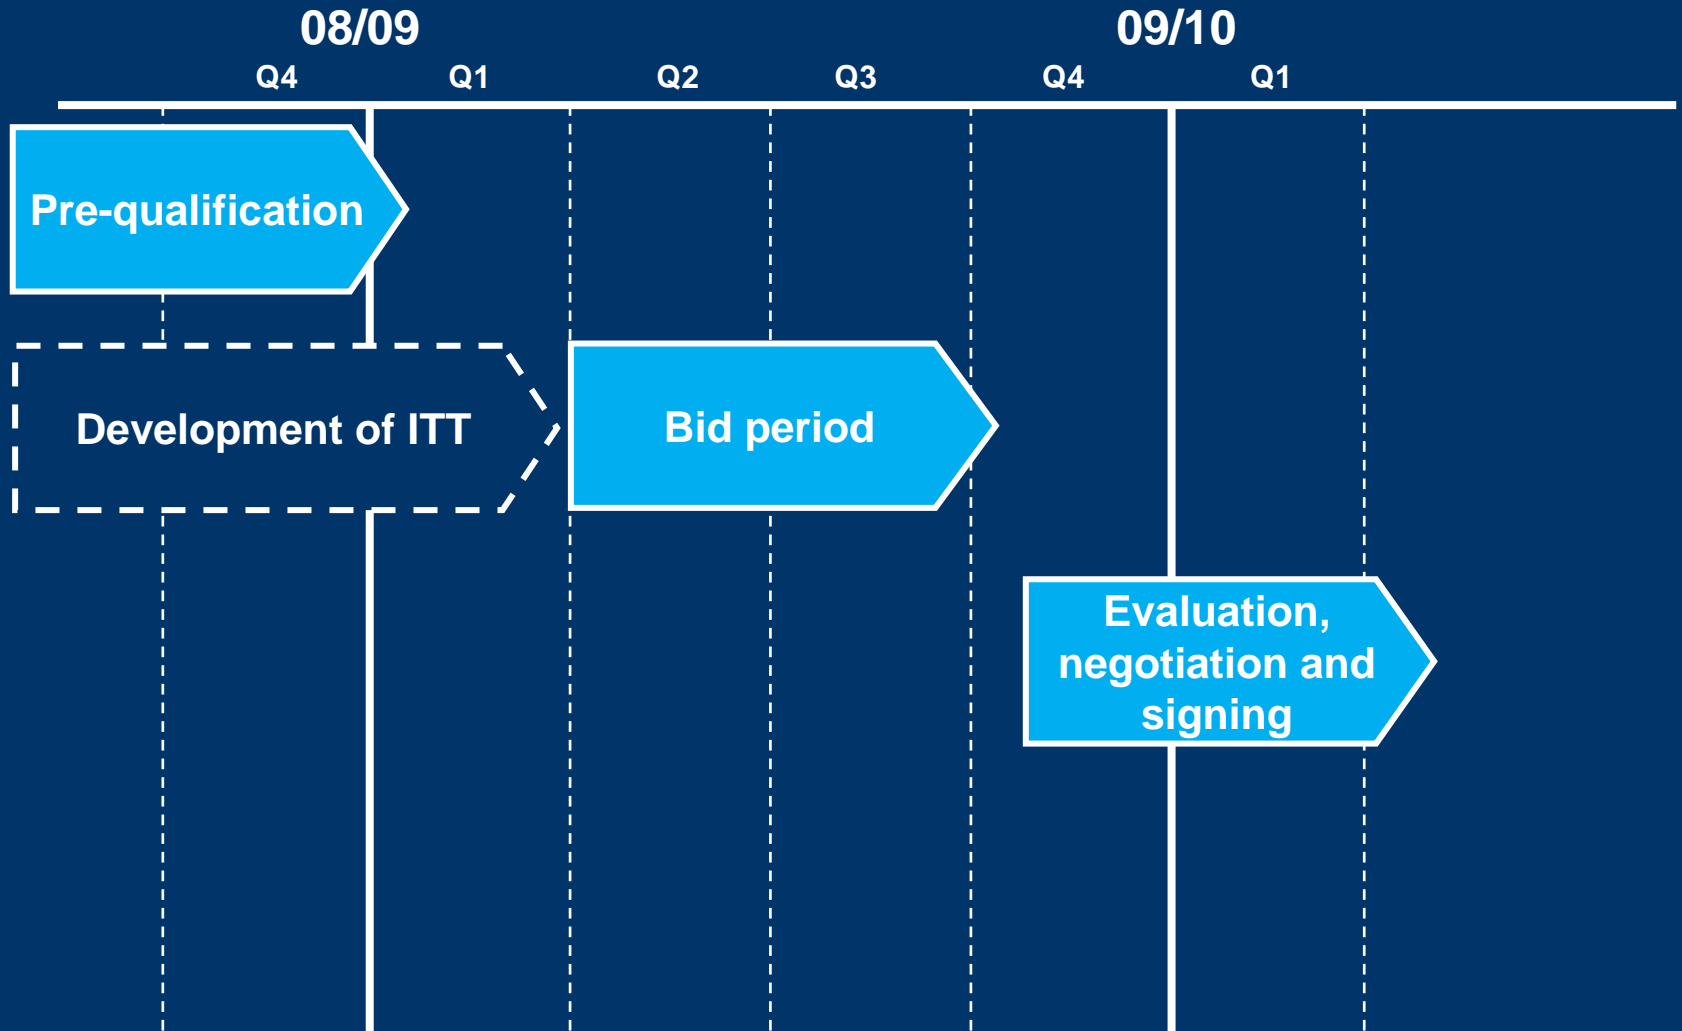 08/09 09/10
Q4 Q1 Q2 Q3 Q4 Q1
Pre-qualification
Development of ITT
Bid period
Evaluation,
negotiation and
signing